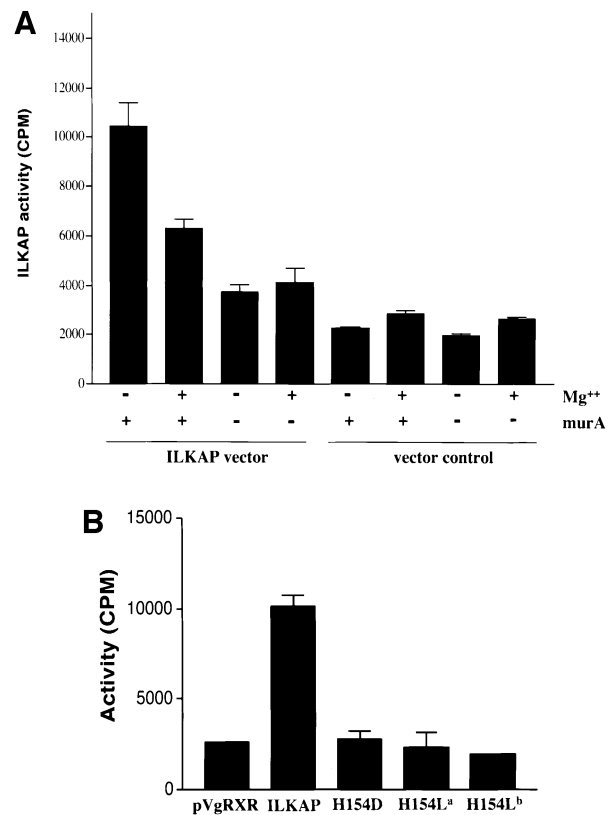 A
ILKAP activity (CPM)
14000
12000
10000
8000
6000
4000
2000
0
- + - + - + - + Mg++
+ + - - + + - - murA
ILKAP vector vector control
B
Activity (CPM)
15000
10000
5000
0
pVgRXR ILKAP H154D H154Lᵃ H154Lᵇ